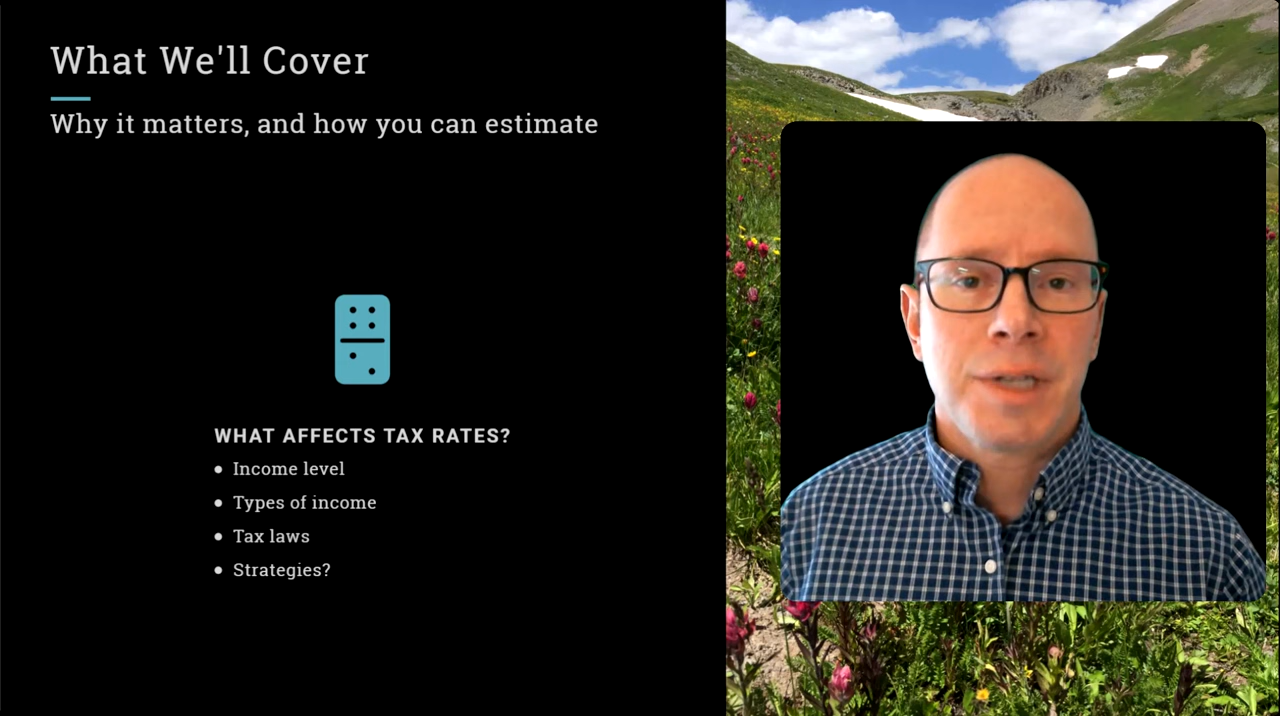 What We'll Cover
Why it matters, and how you can estimate
WHAT AFFECTS TAX RATES?
Income level
Types of income
Tax laws
Strategies?